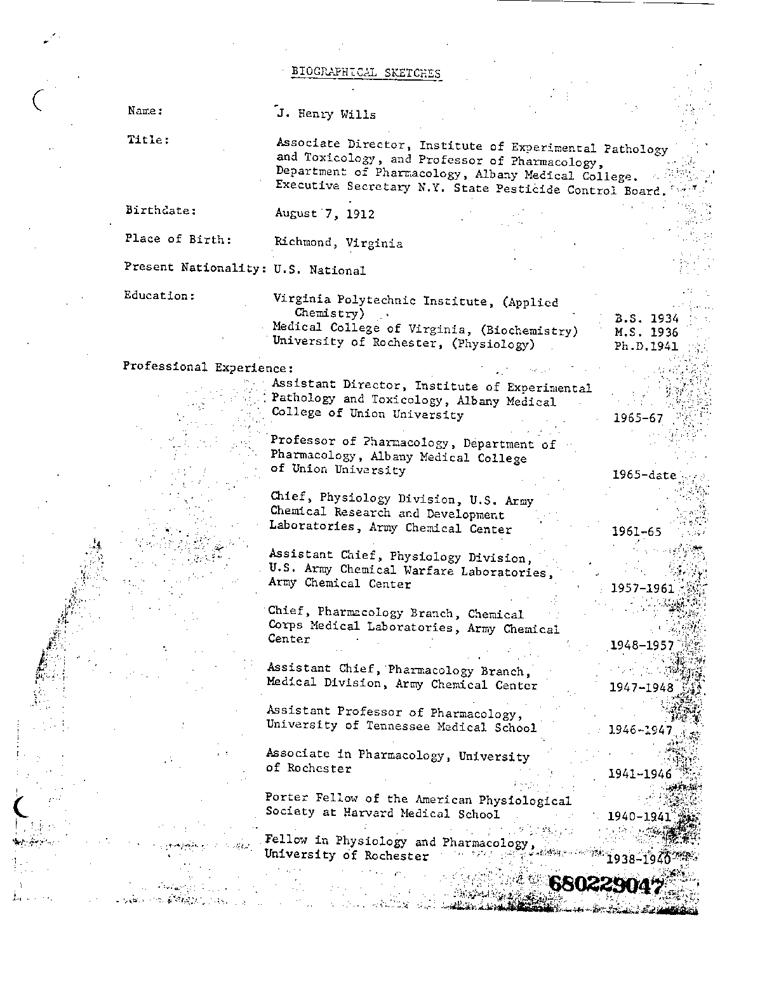 BIOGRAPHICAL SKETCHES
Name: J. Henry Wills
Title: Associate Director, Institute of Experimental Pathology
and Toxicology, and Professor of Pharmacology,
Department of Pharmacology, Albany Medical College.
Executive Secretary N.Y. State Pesticide Control Board.
Birthdate: August 7, 1912
Place of Birth: Richmond, Virginia
Present Nationality: U.S. National
Education: Virginia Polytechnic Institute, (Applied
Chemistry) B.S. 1934
Medical College of Virginia, (Biochemistry) M.S. 1936
University of Rochester, (Physiology) Ph.D.1941
Professional Experience:
Assistant Director, Institute of Experimental
Pathology and Toxicology, Albany Medical
College of Union University 1965-67
Professor of Pharmacology, Department of
Pharmacology, Albany Medical College
of Union University 1965-date
Chief, Physiology Division, U.S. Army
Chemical Research and Development
Laboratories, Army Chemical Center 1961-65
Assistant Chief, Physiology Division,
U.S. Army Chemical Warfare Laboratories,
Army Chemical Center 1957-1961
Chief, Pharmacology Branch, Chemical
Corps Medical Laboratories, Army Chemical
Center 1948-1957
Assistant Chief, Pharmacology Branch,
Medical Division, Army Chemical Center 1947-1948
Assistant Professor of Pharmacology,
University of Tennessee Medical School 1946-1947
Associate in Pharmacology, University
of Rochester 1941-1946
Porter Fellow of the American Physiological
Society at Harvard Medical School 1940-1941
Fellow in Physiology and Pharmacology,
University of Rochester 1938-1940
680229047